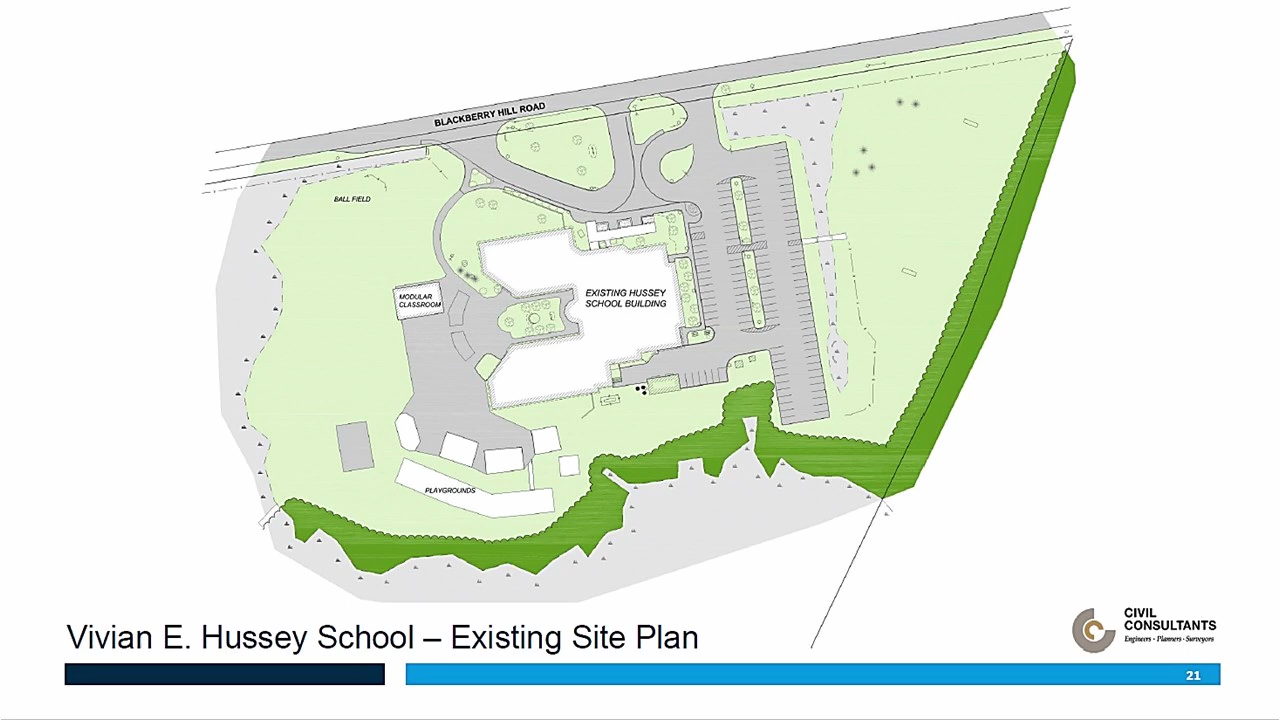 BLACKBERRY HILL ROAD
BALL FIELD
MODULAR
CLASSROOM
EXISTING HUSSEY
SCHOOL BUILDING
PLAYGROUNDS
Vivian E. Hussey School – Existing Site Plan
CIVIL
CONSULTANTS
Engineers - Planners - Surveyors
21